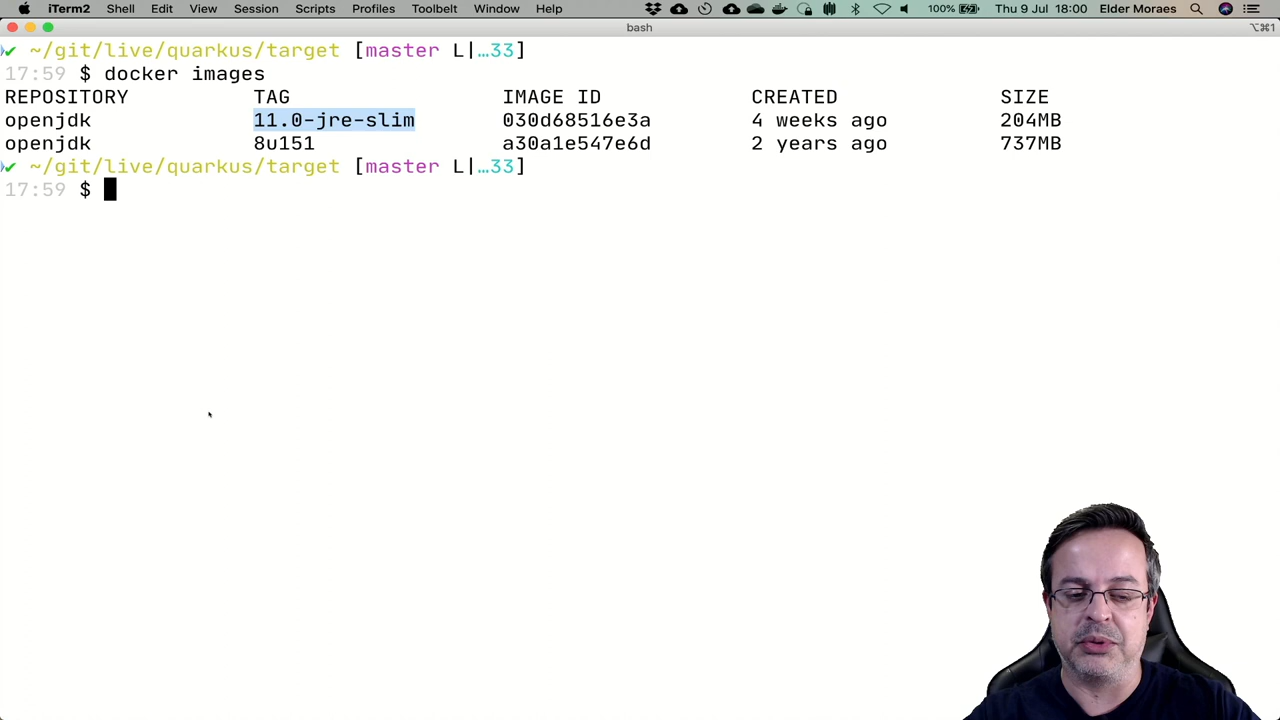 iTerm2 Shell Edit View Session Scripts Profiles Toolbelt Window Help 100% Thu 9 Jul 18:00 Elder Moraes
bash ⌥⌘1
✔ ~/git/live/quarkus/target [master L|…33]
17:59 $ docker images
REPOSITORY TAG IMAGE ID CREATED SIZE
openjdk 11.0-jre-slim 030d68516e3a 4 weeks ago 204MB
openjdk 8u151 a30a1e547e6d 2 years ago 737MB
✔ ~/git/live/quarkus/target [master L|…33]
17:59 $